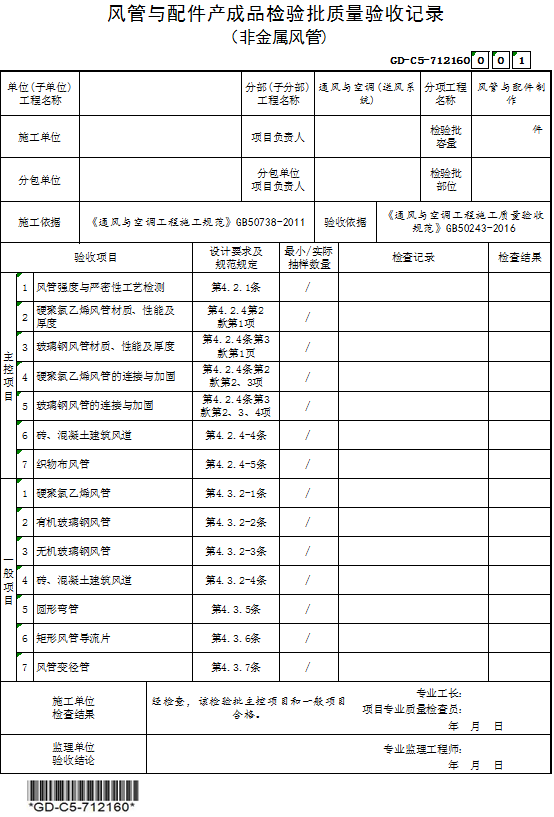 风管与配件产成品检验批质量验收记录
（非金属风管）
GD-C5-712160 0 0 1
单位(子单位)
工程名称
分部(子分部)
工程名称
通风与空调(送风系
统)
分项工程
名称
风管与配件制
作
施工单位
项目负责人
检验批
容量
件
分包单位
分包单位
项目负责人
检验批
部位
施工依据
《通风与空调工程施工规范》GB50738-2011
验收依据
《通风与空调工程施工质量验收
规范》GB50243-2016
验收项目
设计要求及
规范规定
最小/实际
抽样数量
检查记录
检查结果
主控项目
1 风管强度与严密性工艺检测 第4.2.1条 /
2 硬聚氯乙烯风管材质、性能及
厚度
第4.2.4第2
款第1项
/
3 玻璃钢风管材质、性能及厚度
第4.2.4条第3
款第1页
/
4 硬聚氯乙烯风管的连接与加固
第4.2.4条第2
款第2、3项
/
5 玻璃钢风管的连接与加固
第4.2.4条第3
款第2、3、4项
/
6 砖、混凝土建筑风道 第4.2.4-4条 /
7 织物布风管 第4.2.4-5条 /
一般项目
1 硬聚氯乙烯风管 第4.3.2-1条 /
2 有机玻璃钢风管 第4.3.2-2条 /
3 无机玻璃钢风管 第4.3.2-3条 /
4 砖、混凝土建筑风道 第4.3.2-4条 /
5 圆形弯管 第4.3.5条 /
6 矩形风管导流片 第4.3.6条 /
7 风管变径管 第4.3.7条 /
施工单位
检查结果
经检查，该检验批主控项目和一般项目
合格。
专业工长:
项目专业质量检查员:
年 月 日
监理单位
验收结论
专业监理工程师:
年 月 日
*GD-C5-712160*